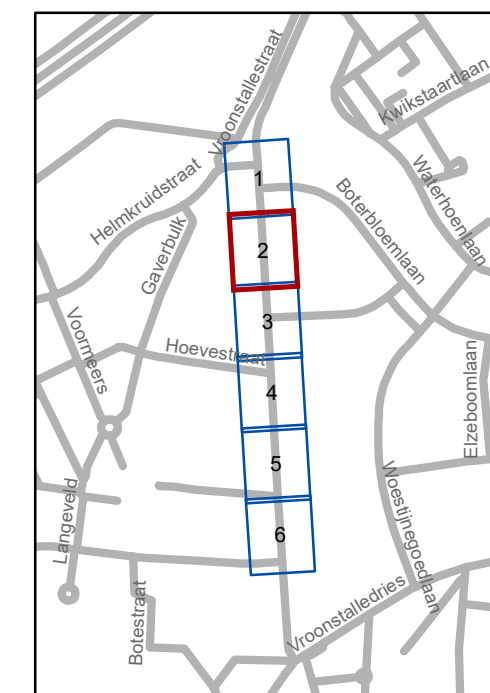 Vroonstallestraat
Kwikstaartlaan
Helmkruidstraat
1
Waterhoenlaan
Boterbloemlaan
Gaverbulk
2
Voormeers
3
Hoevestraat
4
Elzeboomlaan
5
Langeveld
Woestijnegoedlaan
6
Botestraat
Vroonstalledries